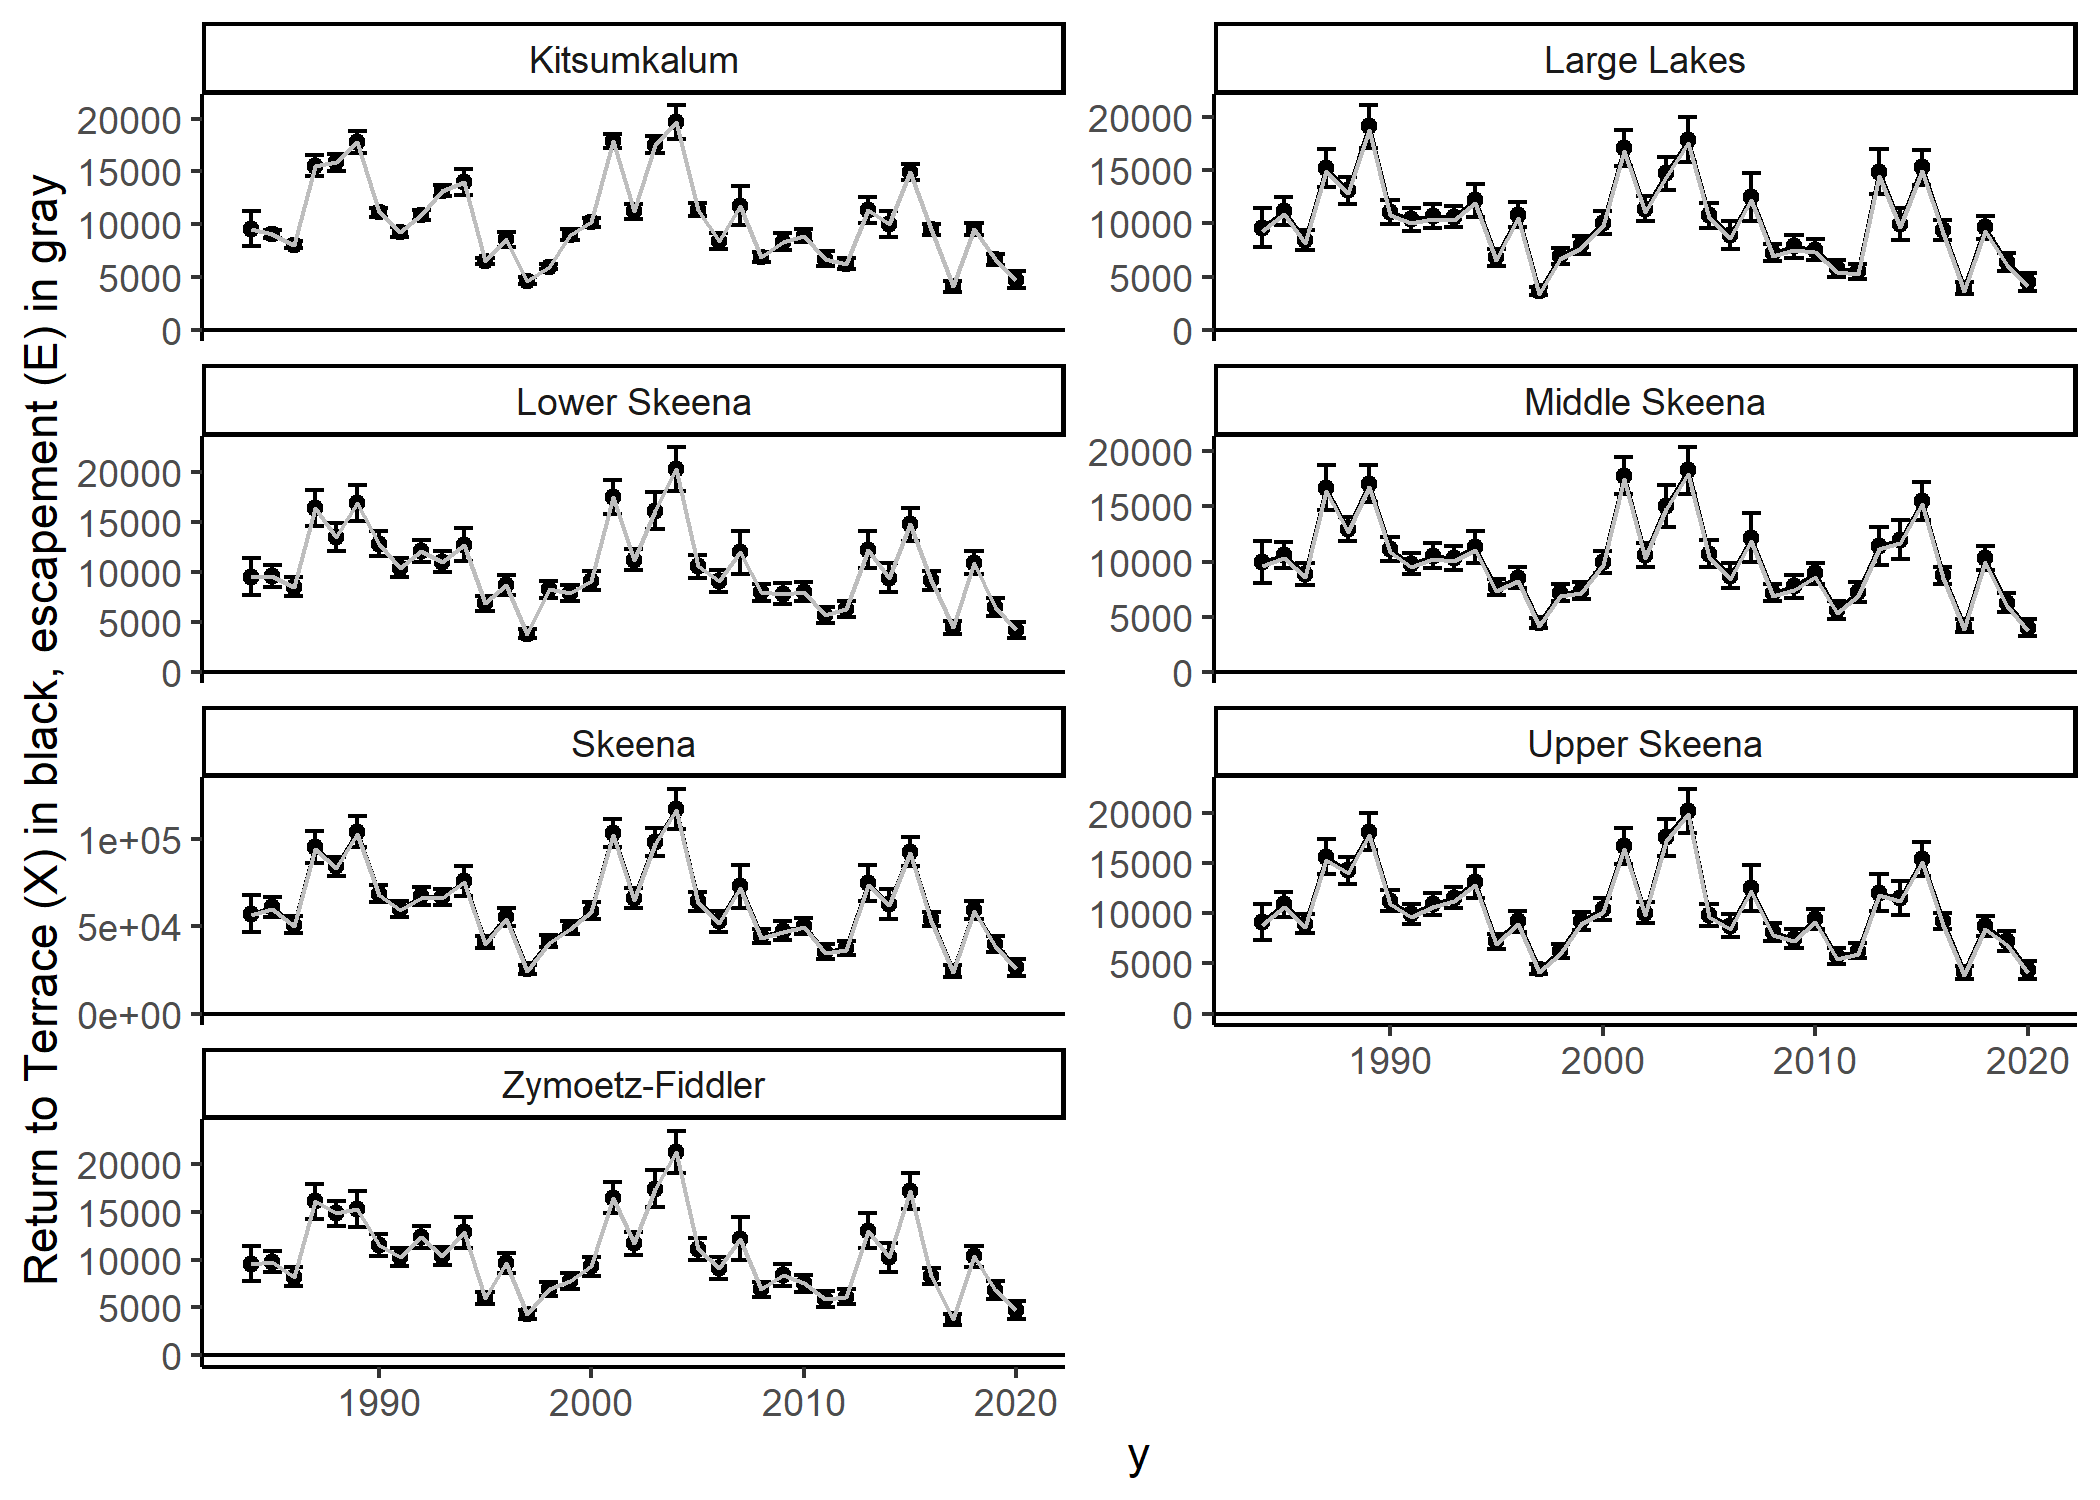 Return to Terrace (X) in black, escapement (E) in gray
Kitsumkalum
20000
15000
10000
5000
0
Large Lakes
20000
15000
10000
5000
0
Lower Skeena
20000
15000
10000
5000
0
Middle Skeena
20000
15000
10000
5000
0
Skeena
1e+05
5e+04
0e+00
Upper Skeena
20000
15000
10000
5000
0
1990 2000 2010 2020
Zymoetz-Fiddler
20000
15000
10000
5000
0
1990 2000 2010 2020
y